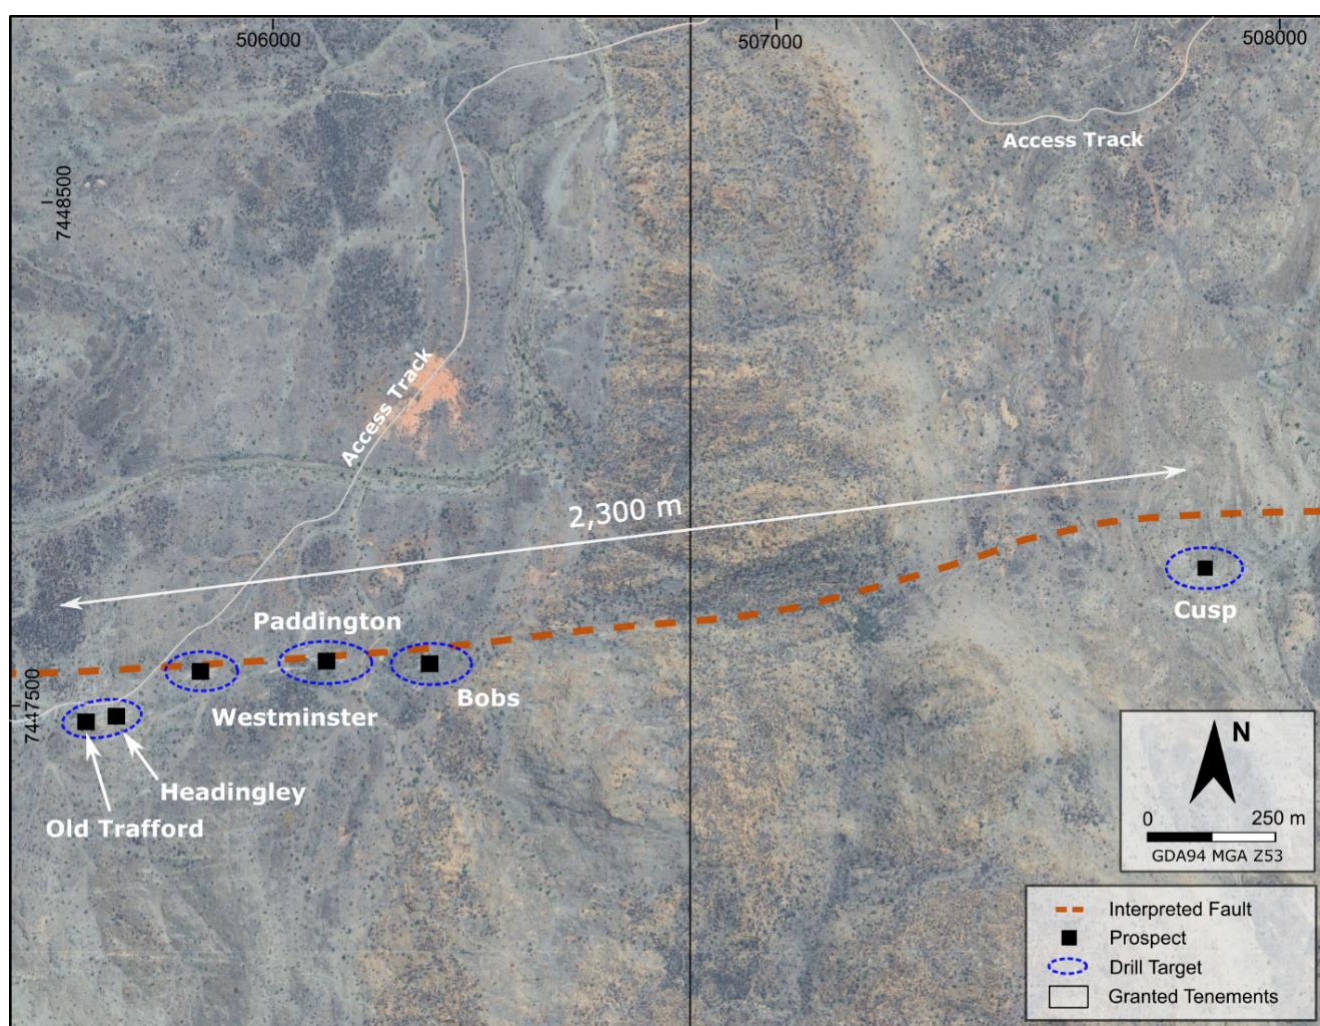 506000
507000
508000
Access Track
7448500
Access Track
2,300 m
Paddington
Cusp
Bobs
Westminster
7447500
Headingley
Old Trafford
N
0 250 m
GDA94 MGA Z53
Interpreted Fault
Prospect
Drill Target
Granted Tenements